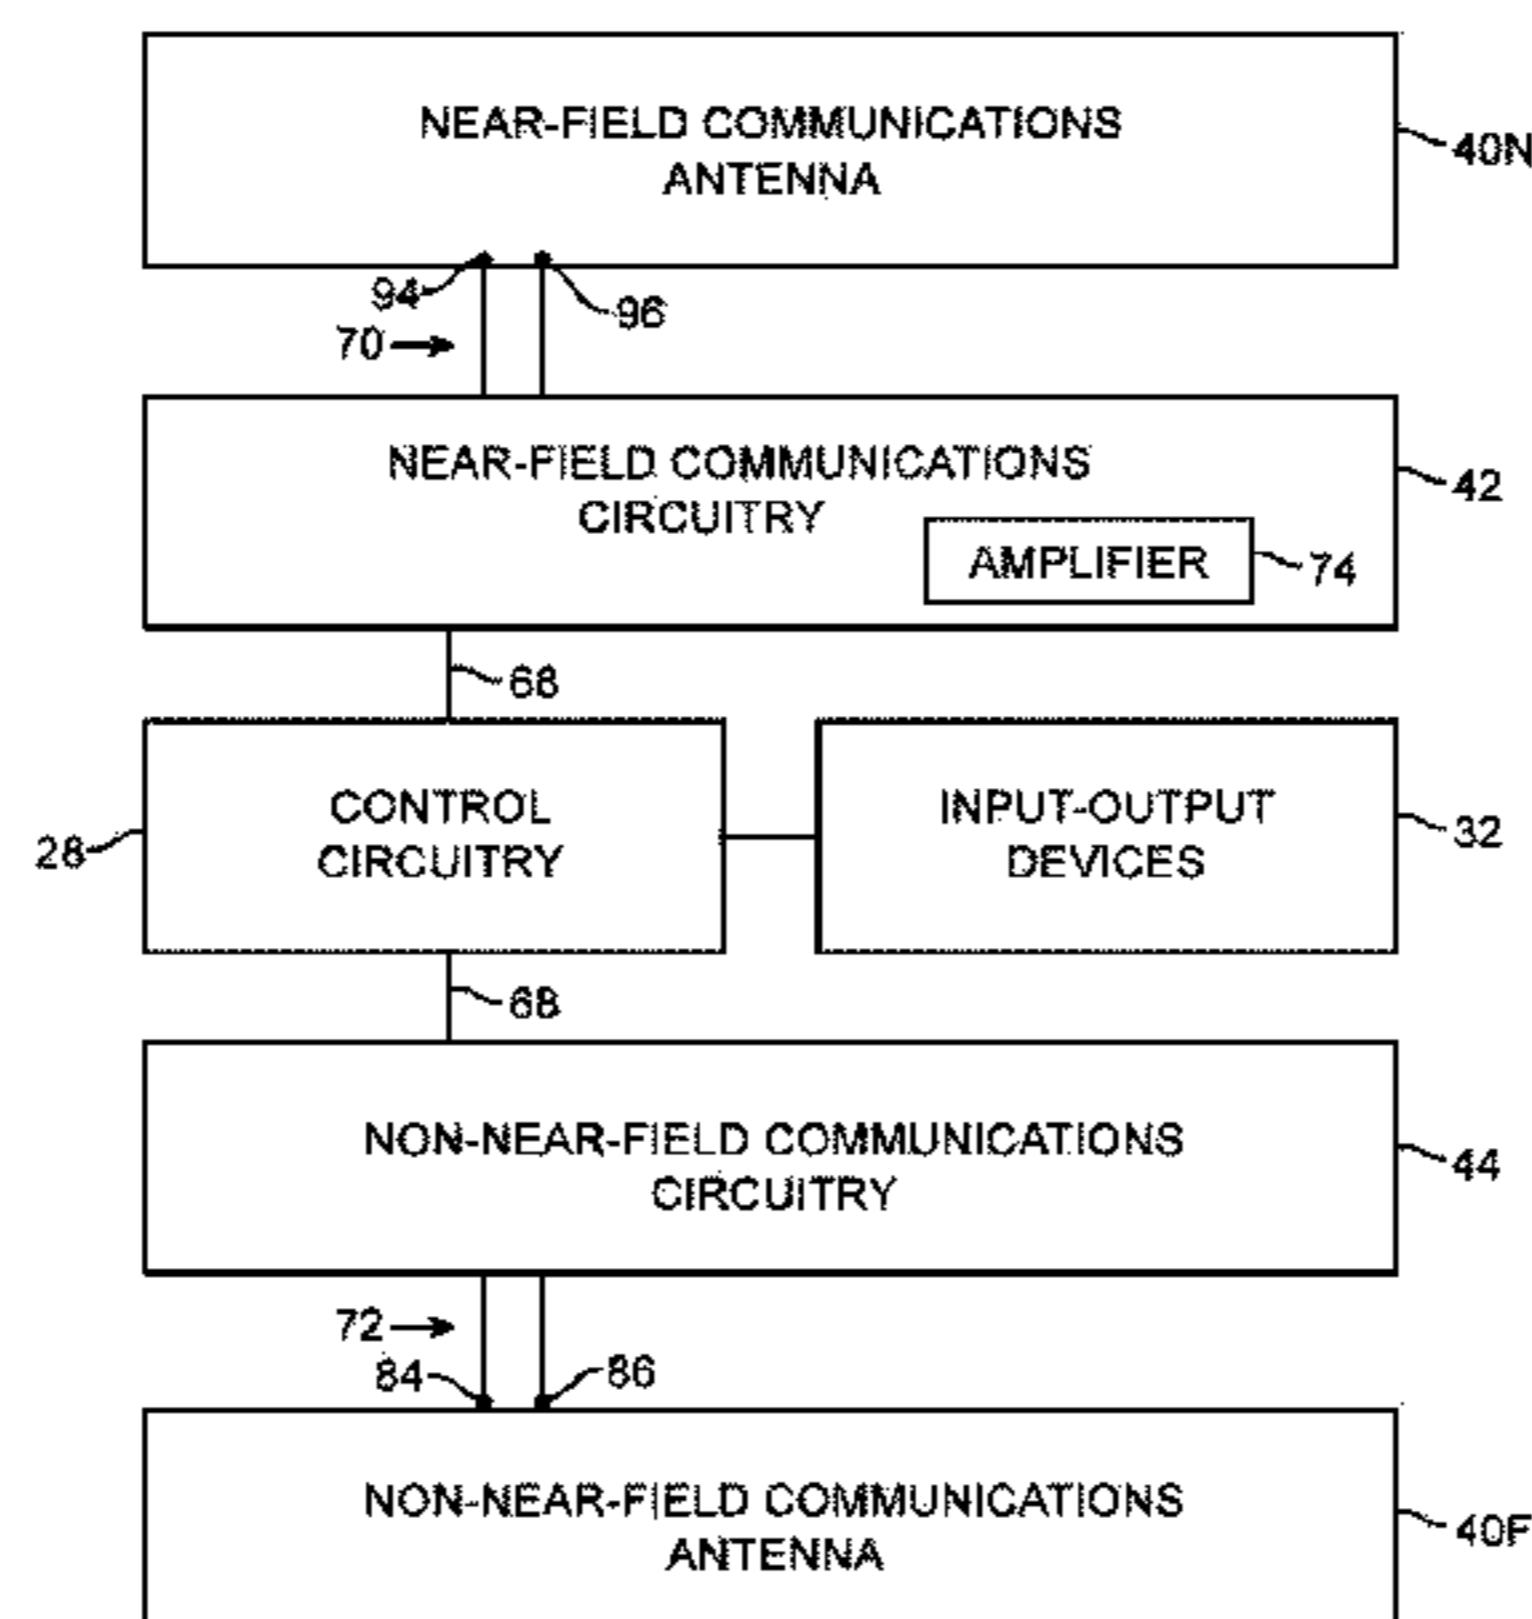 NEAR-FIELD COMMUNICATIONS
ANTENNA
40N
94
96
70
NEAR-FIELD COMMUNICATIONS
CIRCUITRY
42
AMPLIFIER
74
68
CONTROL
CIRCUITRY
28
INPUT-OUTPUT
DEVICES
32
68
NON-NEAR-FIELD COMMUNICATIONS
CIRCUITRY
44
72
84
86
NON-NEAR-FIELD COMMUNICATIONS
ANTENNA
40F